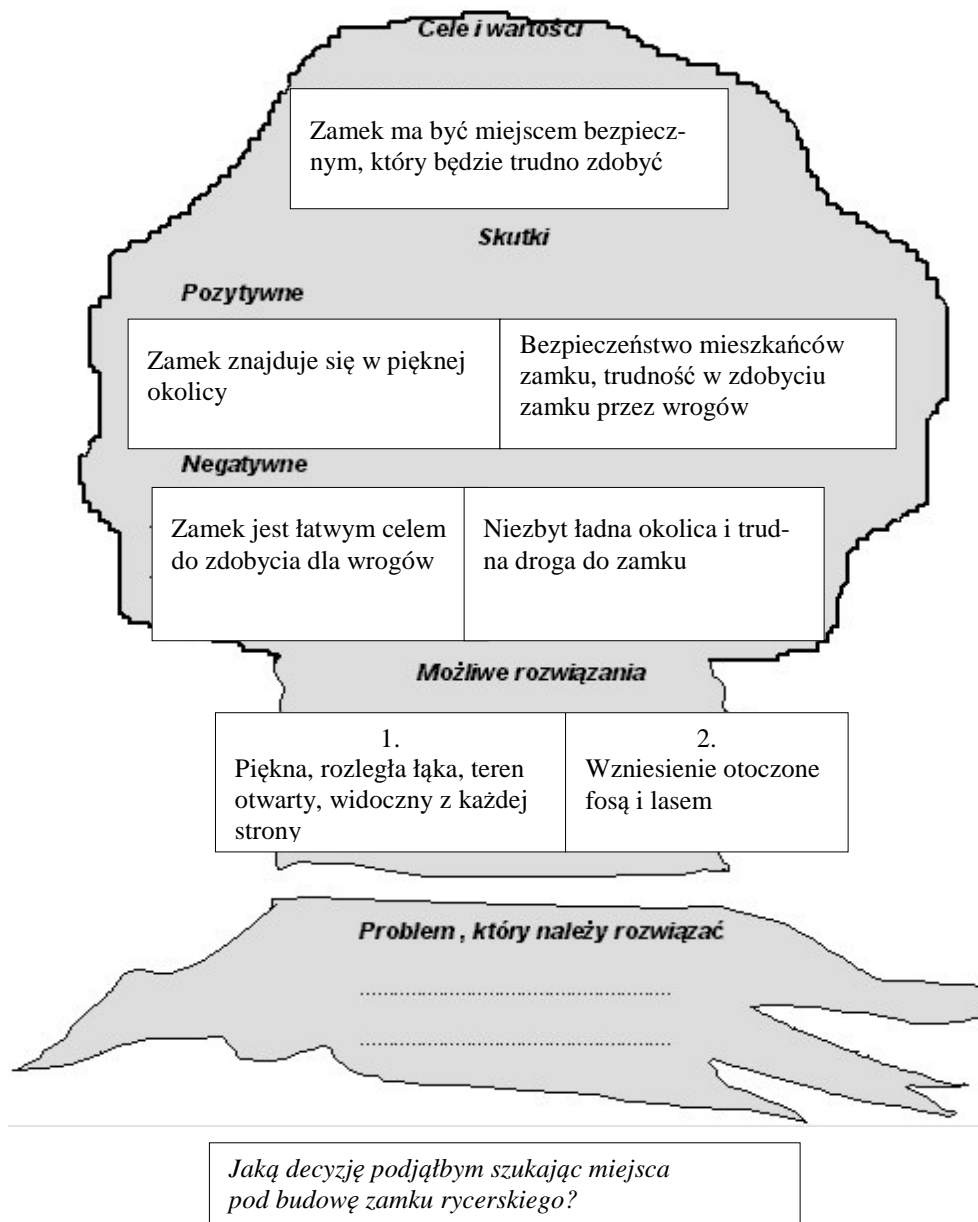 Cele i wartości
Zamek ma być miejscem bezpiecz-
nym, który będzie trudno zdobyć
Skutki
Pozytywne
Zamek znajduje się w pięknej
okolicy
Bezpieczeństwo mieszkańców
zamku, trudność w zdobyciu
zamku przez wrogów
Negatywne
Zamek jest łatwym celem
do zdobycia dla wrogów
Niezbyt ładna okolica i trud-
na droga do zamku
Możliwe rozwiązania
1.
Piękna, rozległa łąka, teren
otwarty, widoczny z każdej
strony
2.
Wzniesienie otoczone
fosą i lasem
Problem , który należy rozwiązać
......................................................
......................................................
Jaką decyzję podjąłbym szukając miejsca
pod budowę zamku rycerskiego?